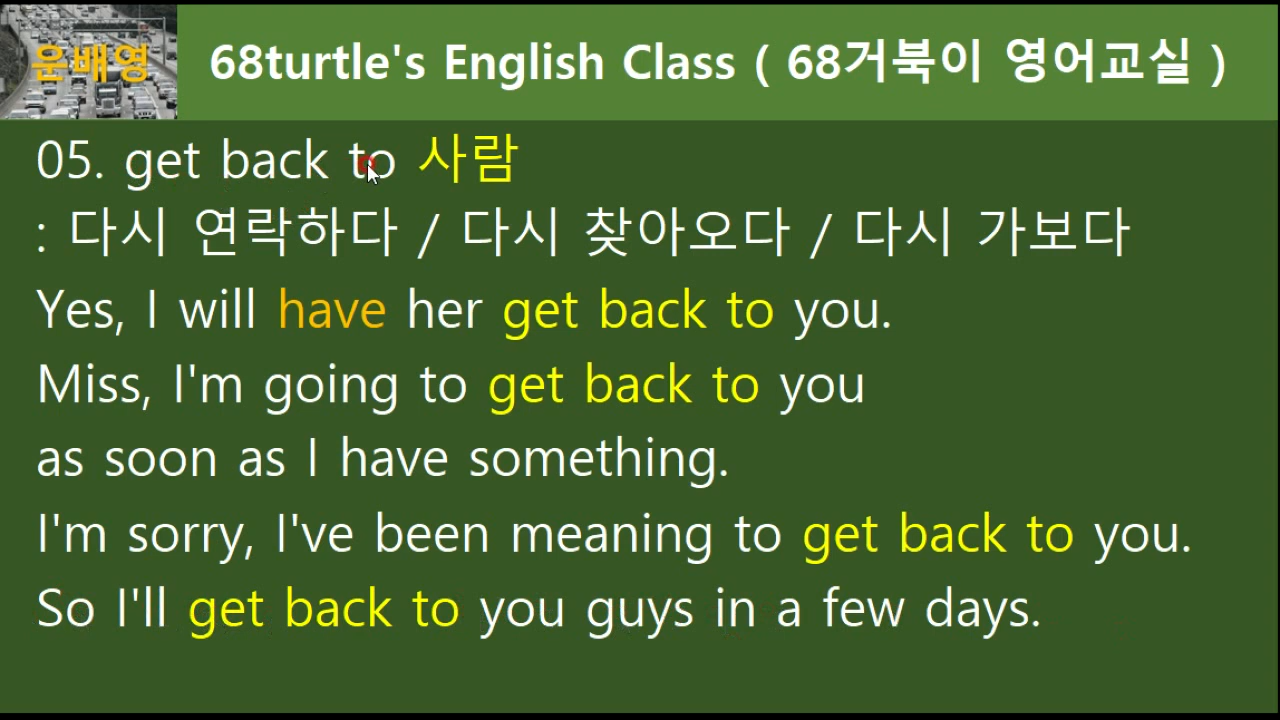 윤배영
68turtle's English Class ( 68거북이 영어교실 )
05. get back to 사람
: 다시 연락하다 / 다시 찾아오다 / 다시 가보다
Yes, I will have her get back to you.
Miss, I'm going to get back to you
as soon as I have something.
I'm sorry, I've been meaning to get back to you.
So I'll get back to you guys in a few days.